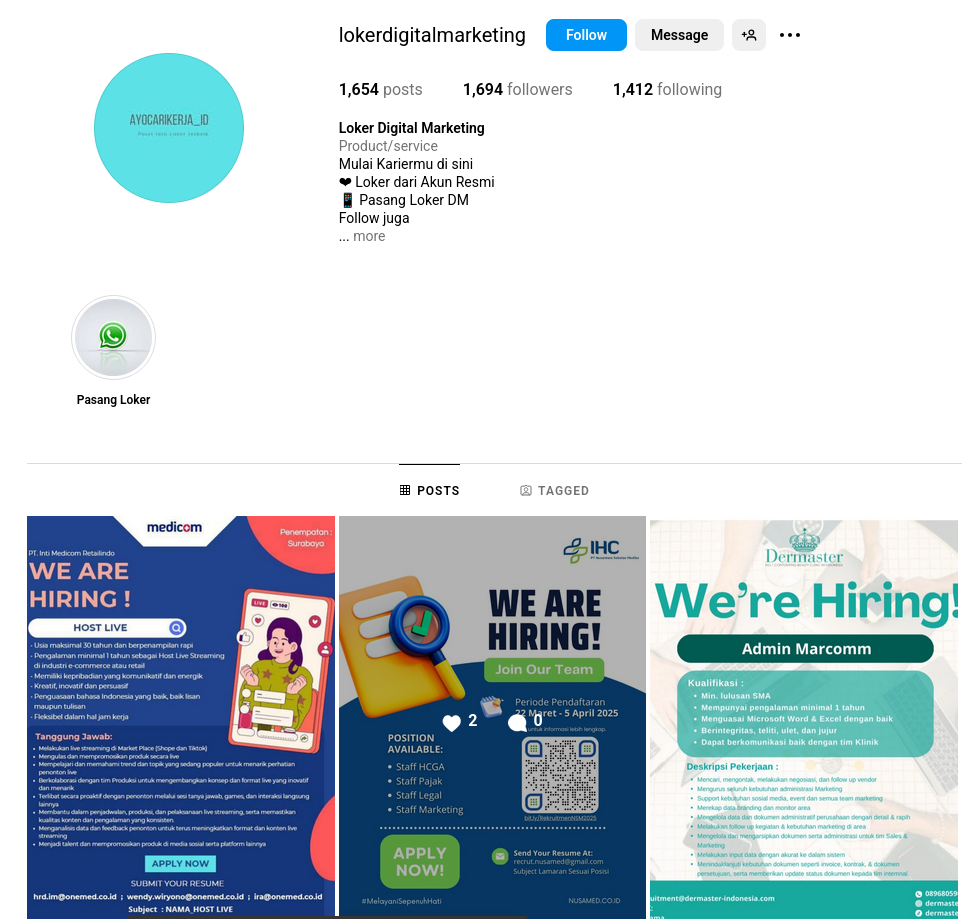 lokerdigitalmarketing
Follow
Message
1,654 posts
1,694 followers
1,412 following
AYOCARIKERJA_ID
Loker Digital Marketing
Product/service
Mulai Kariermu di sini
❤ Loker dari Akun Resmi
📱 Pasang Loker DM
Follow juga
... more
Pasang Loker
POSTS
TAGGED
medicom
Penempatan :
Surabaya
PT. Inti Medicom Retailindo
WE ARE
HIRING !
HOST LIVE
LIVE
- Usia maksimal 30 tahun dan berpenampilan rapi
- Pengalaman minimal 1 tahun sebagai Host Live Streaming
di industri e-commerce atau retail
- Memiliki kepribadian yang komunikatif dan energik
- Kreatif, inovatif dan persuasif
- Penguasaan bahasa Indonesia yang baik, baik lisan
maupun tulisan
- Fleksibel dalam hal jam kerja
Tanggung Jawab:
• Melakukan live streaming di Market Place (Shope dan Tiktok)
• Mengulas dan mempromosikan produk secara live
• Mempelajari dan memahami trend dan topik yang sedang populer untuk menarik perhatian
penonton live
• Berkolaborasi dengan tim Produksi untuk mengembangkan konsep dan format live yang inovatif
dan menarik
• Terlibat secara proaktif dengan penonton melalui sesi tanya jawab, games, dan interaksi langsung
lainnya
• Membantu dalam penjadwalan, produksi, dan pelaksanaan live streaming, serta memastikan
kualitas konten dan pengalaman yang konsisten.
• Menganalisis data dan feedback penonton untuk terus meningkatkan format dan konten live
streaming
• Menjadi talent dan mempromosikan produk di media sosial serta platform lainnya
APPLY NOW
SUBMIT YOUR RESUME
hrd.im@onemed.co.id ; wendy.wiryono@onemed.co.id ; ira@onemed.co.id
Subject : NAMA_HOST LIVE
IHC
WE ARE
HIRING!
Join Our Team
Periode Pendaftaran
22 Maret - 5 April 2025
untuk informasi lebih lengkap.
2
0
POSITION
AVAILABLE:
• Staff HCGA
• Staff Pajak
• Staff Legal
• Staff Marketing
bit.ly/RekruitmentNSM2025
APPLY
NOW!
Send Your Resume At:
recrut.nusamed@gmail.com
Subject Lamaran Sesuai Posisi
#MelayaniSepenuhHati
NUSAMED.CO.ID
Dermaster
We're Hiring!
Admin Marcomm
Kualifikasi :
• Min. lulusan SMA
• Mempunyai pengalaman minimal 1 tahun
• Menguasai Microsoft Word & Excel dengan baik
• Berintegritas, teliti, ulet, dan jujur
• Dapat berkomunikasi baik dengan tim Klinik
Deskripsi Pekerjaan :
• Mencari, mengontak, melakukan negosiasi, dan follow up vendor
• Mengurus seluruh kebutuhan administrasi Marketing
• Support kebutuhan sosial media, event dan semua team marketing
• Merekap data branding dan monitor area
• Mengelola data dan dokumen administratif perusahaan dengan detail & rapih
• Melakukan follow up kegiatan & kebutuhan marketing di area
• Mengelola dan mengarsipkan dokumen serta administrasi untuk tim Sales &
Marketing
• Melakukan input data dengan akurat ke dalam sistem
• Menindaklanjuti kebutuhan dokumen seperti invoice, kontrak, & dokumen
persetujuan, serta memberikan update status dokumen kepada tim internnal
uitment@dermaster-indonesia.com
0896805
dermaste
dermaste